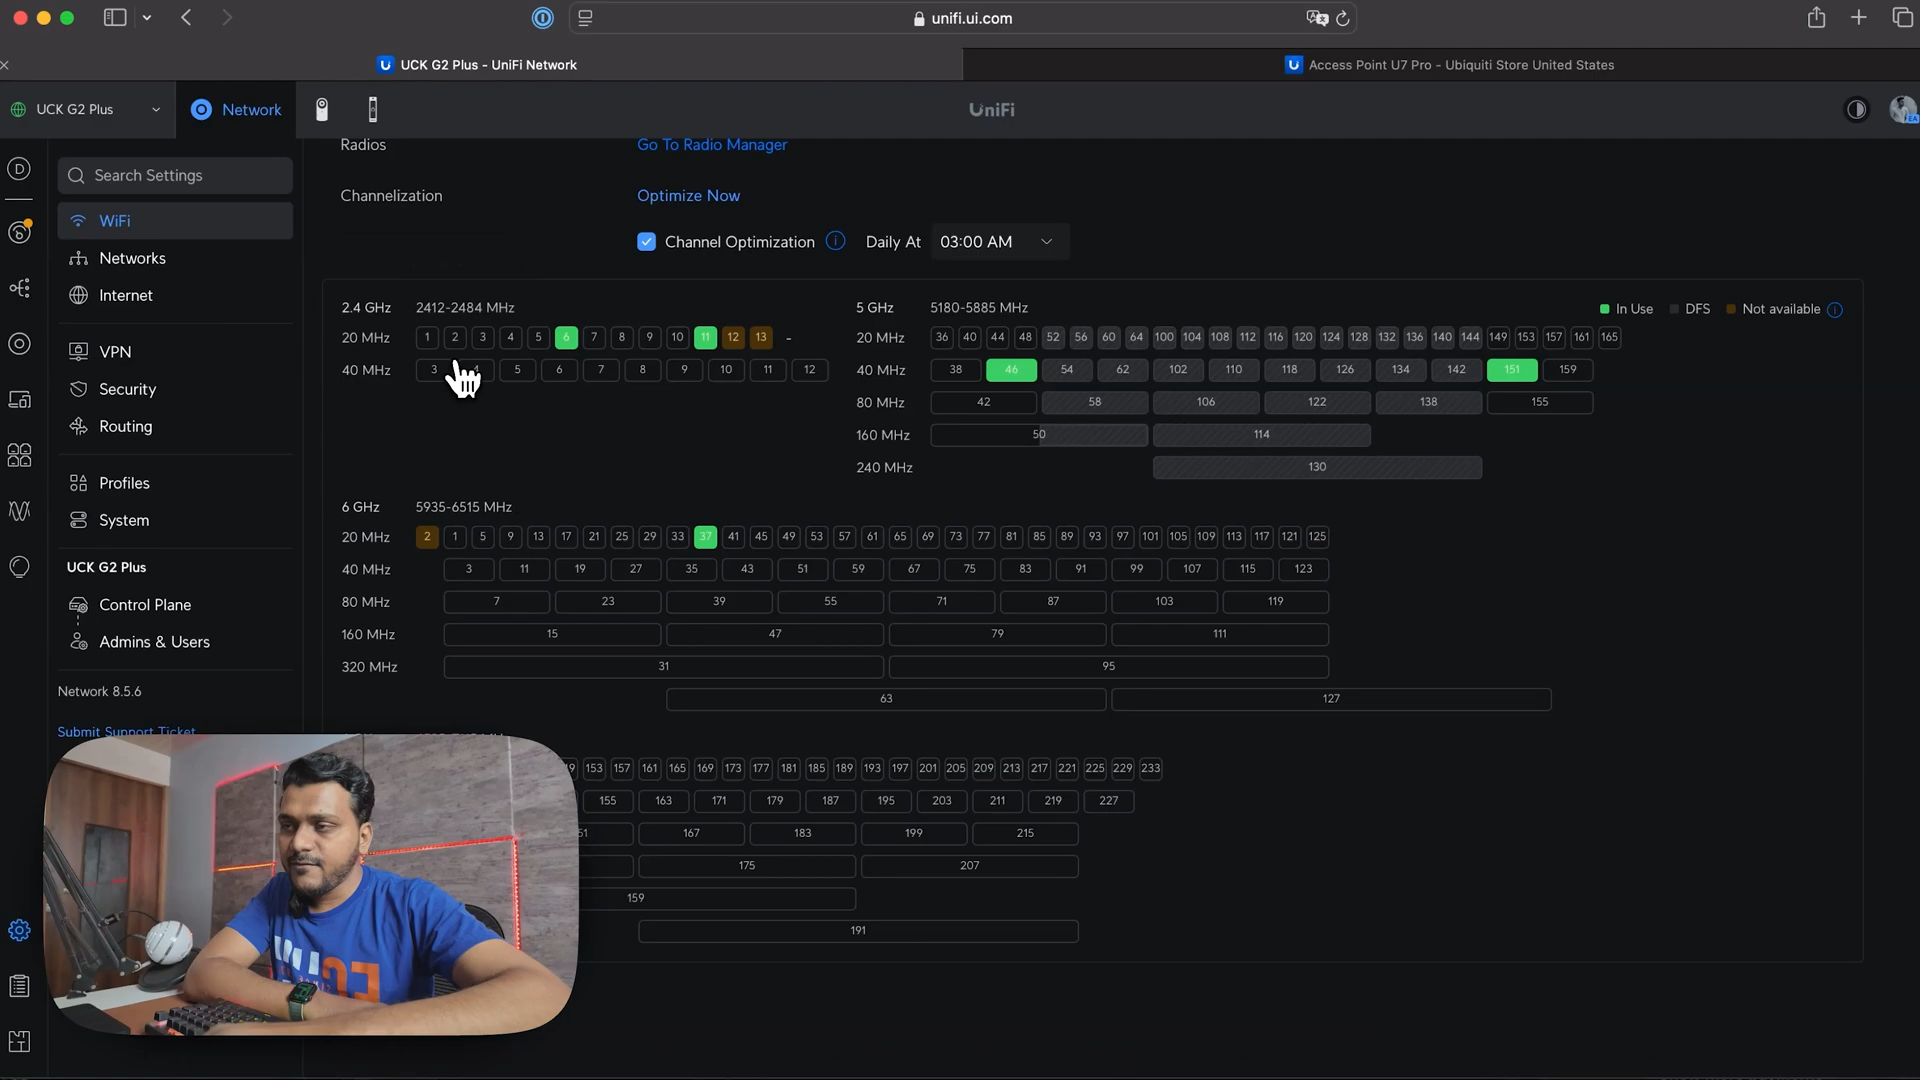 unifi.ui.com
UCK G2 Plus - UniFi Network
Access Point U7 Pro - Ubiquiti Store United States
UCK G2 Plus
Network
UniFi
EA
D
Search Settings
WiFi
Networks
Internet
VPN
Security
Routing
Profiles
System
UCK G2 Plus
Control Plane
Admins & Users
Network 8.5.6
Submit Support Ticket
Radios
Go To Radio Manager
Channelization
Optimize Now
Channel Optimization
Daily At
03:00 AM
2.4 GHz 2412-2484 MHz
20 MHz 1 2 3 4 5 6 7 8 9 10 11 12 13 -
40 MHz 3 4 5 6 7 8 9 10 11 12
5 GHz 5180-5885 MHz
In Use DFS Not available
20 MHz 36 40 44 48 52 56 60 64 100 104 108 112 116 120 124 128 132 136 140 144 149 153 157 161 165
40 MHz 38 46 54 62 102 110 118 126 134 142 151 159
80 MHz 42 58 106 122 138 155
160 MHz 50 114
240 MHz 130
6 GHz 5935-6515 MHz
20 MHz 2 1 5 9 13 17 21 25 29 33 37 41 45 49 53 57 61 65 69 73 77 81 85 89 93 97 101 105 109 113 117 121 125
40 MHz 3 11 19 27 35 43 51 59 67 75 83 91 99 107 115 123
80 MHz 7 23 39 55 71 87 103 119
160 MHz 15 47 79 111
320 MHz 31 95
63 127
153 157 161 165 169 173 177 181 185 189 193 197 201 205 209 213 217 221 225 229 233
155 163 171 179 187 195 203 211 219 227
167 183 199 215
175 207
159
191